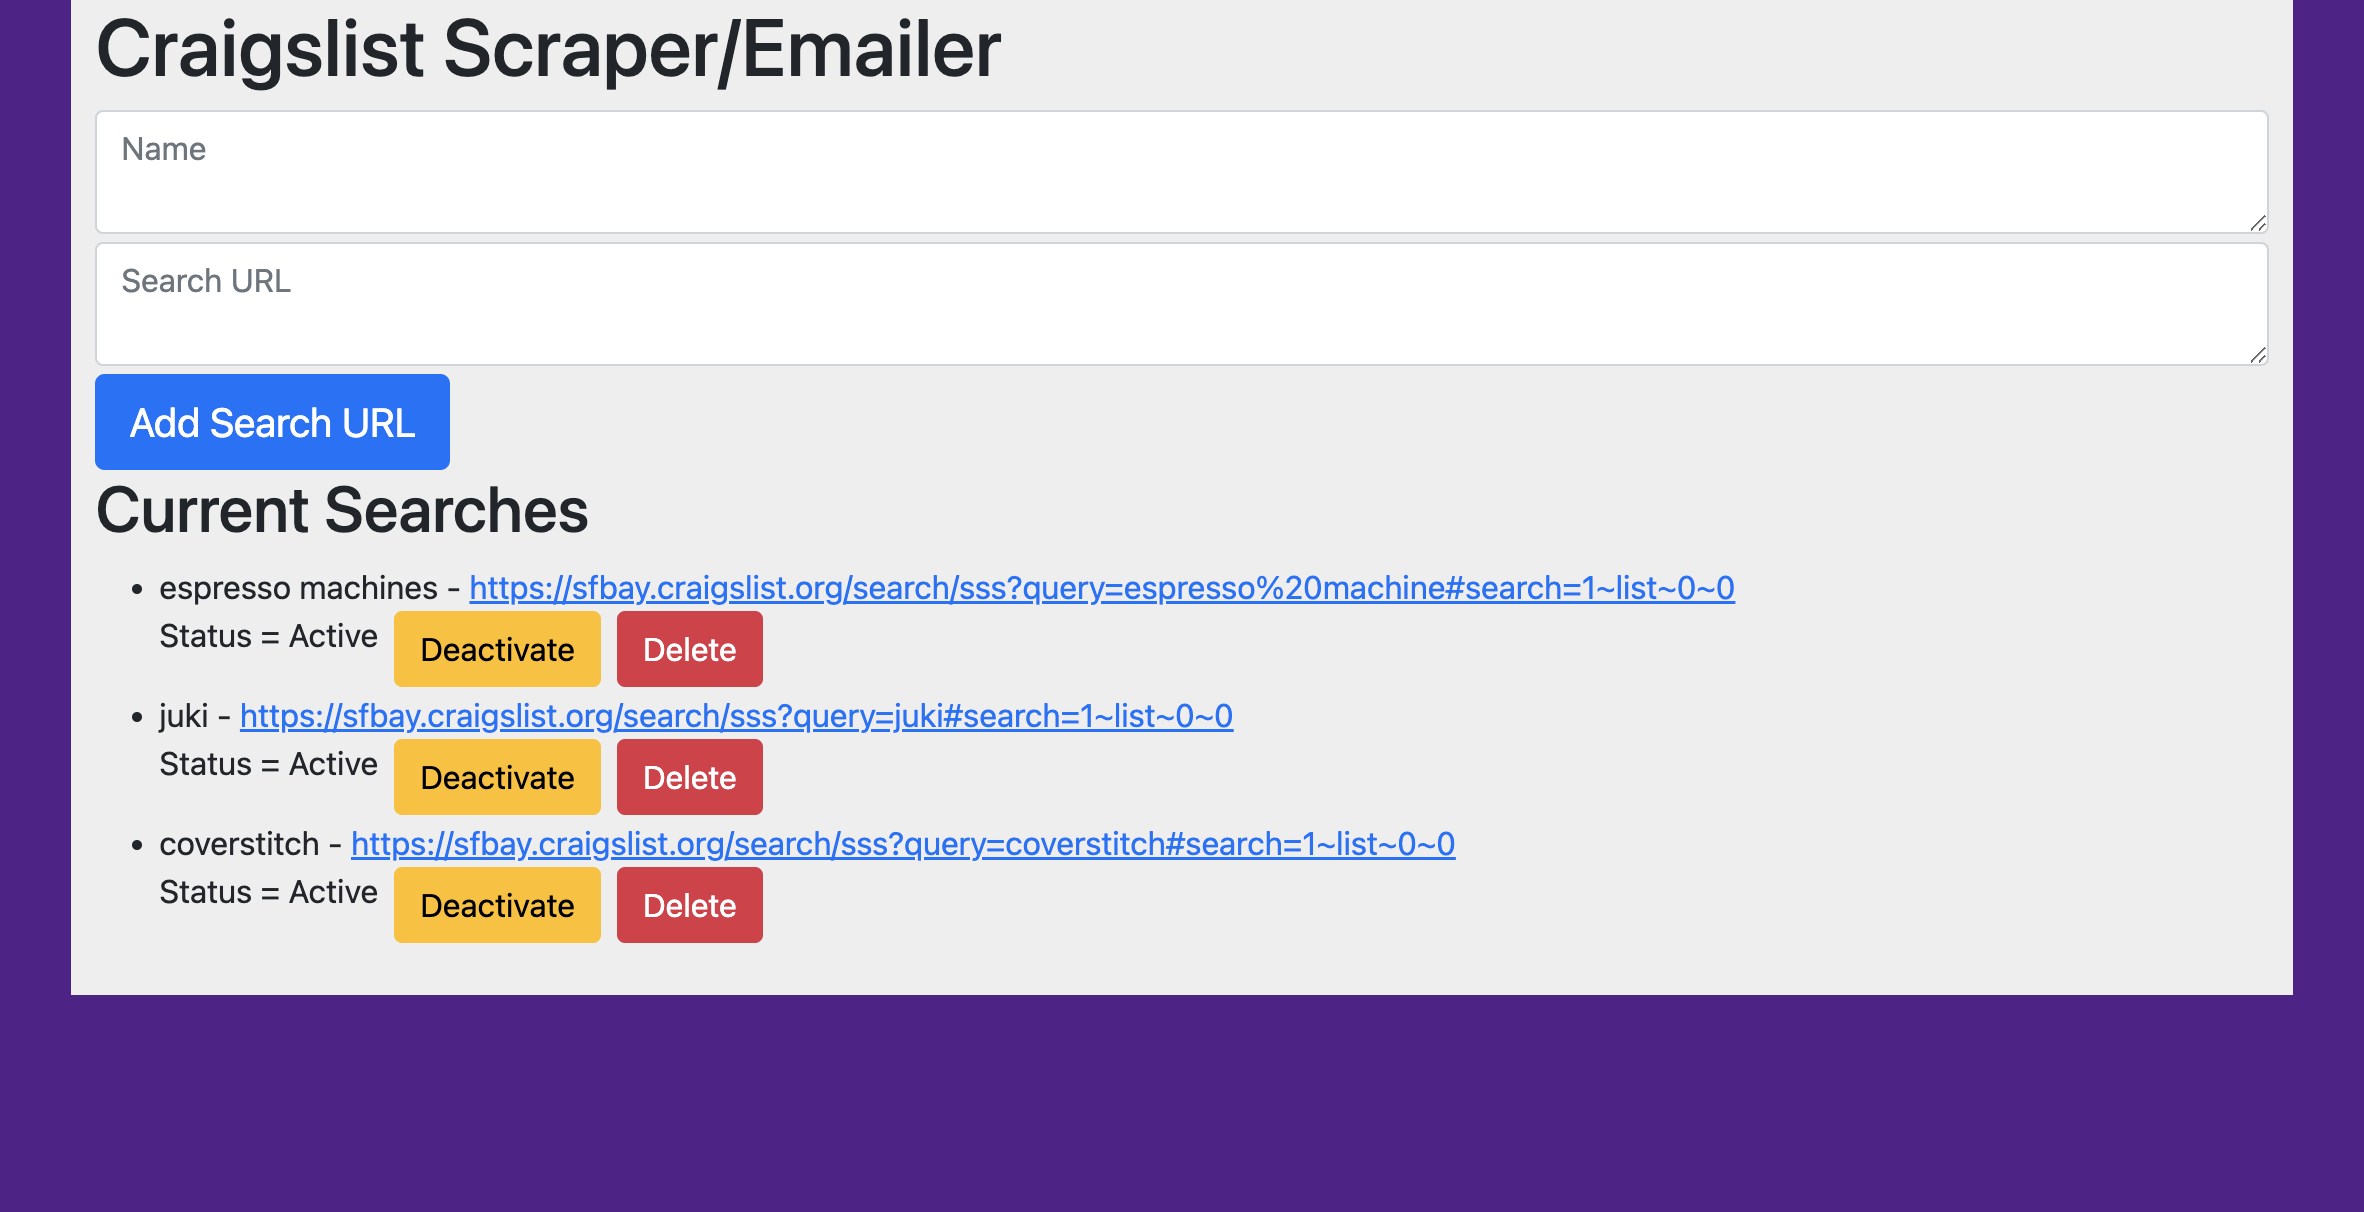 Craigslist Scraper/Emailer
Name
Search URL
Add Search URL
Current Searches
• espresso machines - https://sfbay.craigslist.org/search/sss?query=espresso%20machine#search=1~list~0~0
Status = Active Deactivate Delete
• juki - https://sfbay.craigslist.org/search/sss?query=juki#search=1~list~0~0
Status = Active Deactivate Delete
• coverstitch - https://sfbay.craigslist.org/search/sss?query=coverstitch#search=1~list~0~0
Status = Active Deactivate Delete